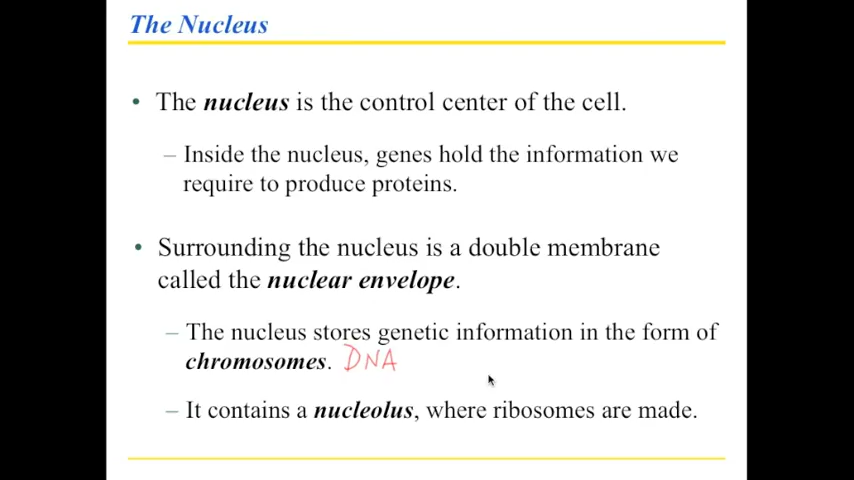 The Nucleus
• The nucleus is the control center of the cell.
– Inside the nucleus, genes hold the information we
require to produce proteins.
• Surrounding the nucleus is a double membrane
called the nuclear envelope.
– The nucleus stores genetic information in the form of
chromosomes. DNA
– It contains a nucleolus, where ribosomes are made.